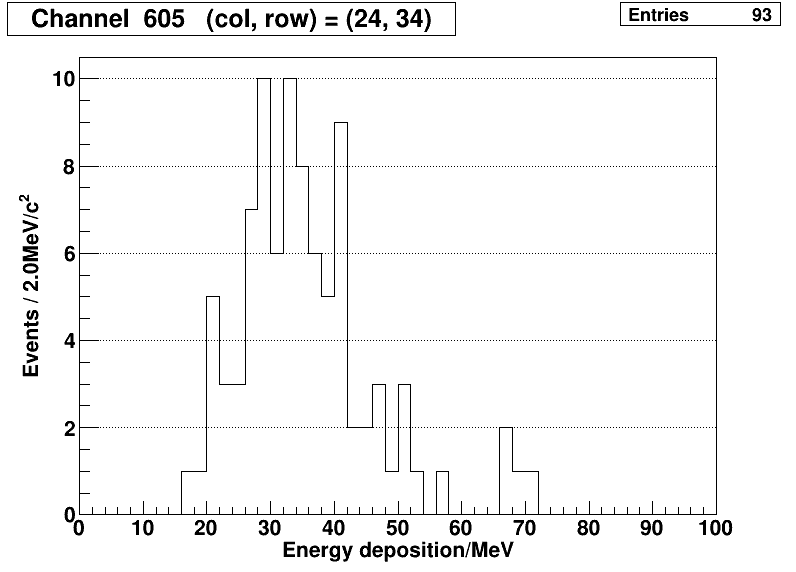 Channel 605 (col, row) = (24, 34)
Entries 93
10
8
6
4
2
0
Events / 2.0MeV/c²
0 10 20 30 40 50 60 70 80 90 100
Energy deposition/MeV